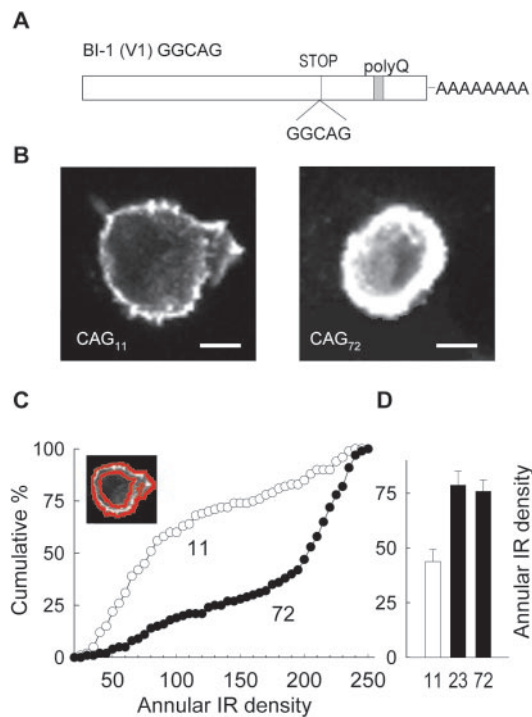 A
BI-1 (V1) GGCAG
STOP
polyQ
AAAAAAAA
GGCAG
B
CAG11
CAG72
C
D
100
75
50
25
0
Cumulative %
11
72
50
100
150
200
250
Annular IR density
75
50
25
0
11 23 72
Annular IR density